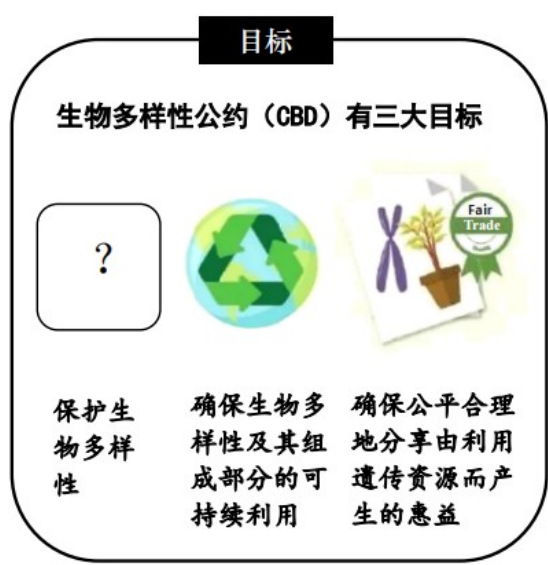 目标
生物多样性公约（CBD）有三大目标
?
Fair
Trade
保护生
物多样
性
确保生物多
样性及其组
成部分的可
持续利用
确保公平合理
地分享由利用
遗传资源而产
生的惠益